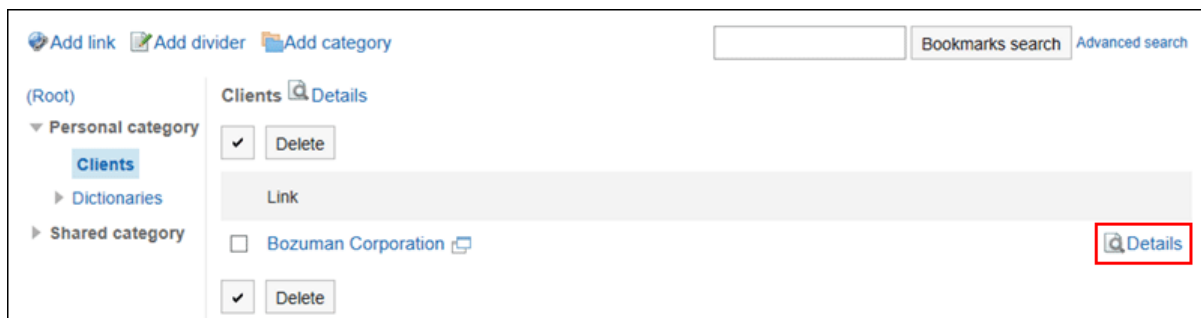 Add link Add divider Add category Bookmarks search Advanced search
(Root)
Personal category
Clients
Dictionaries
Shared category
Clients Details
Delete
Link
Bozuman Corporation Details
Delete